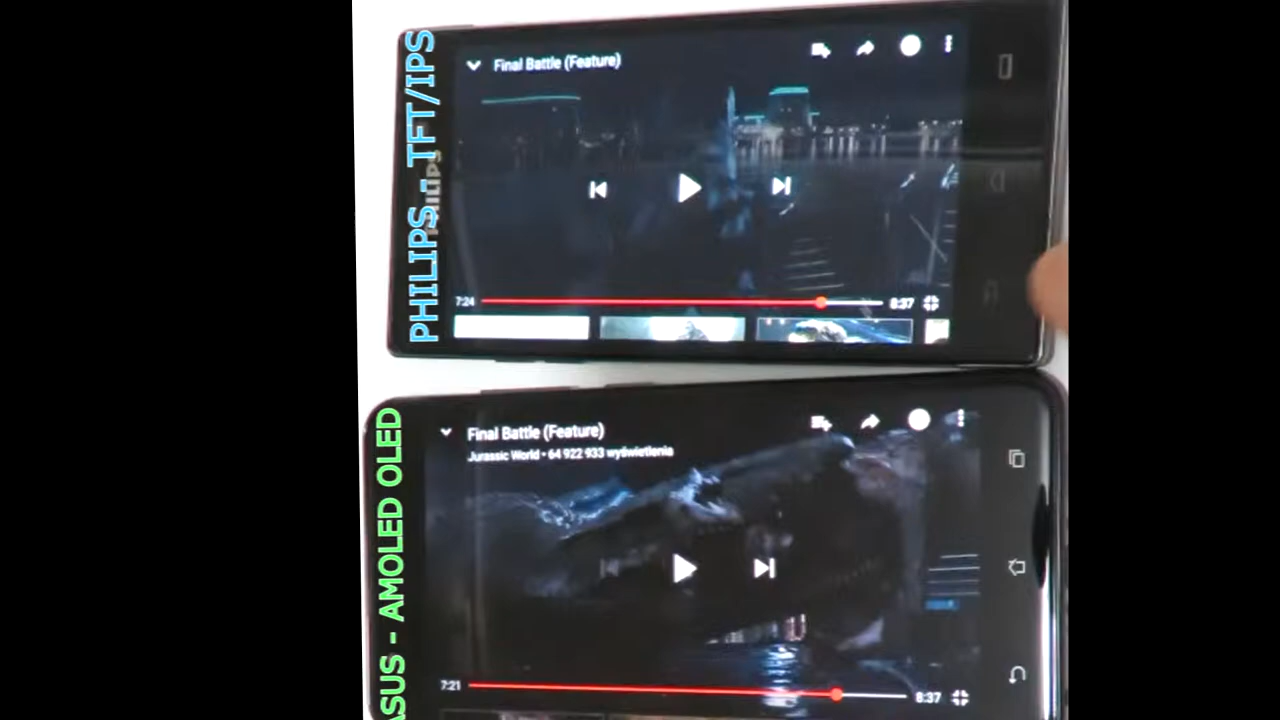 PHILIPS - TFT/IPS
PHILIPS
Final Battle (Feature)
7:24
8:37
ASUS - AMOLED OLED
Final Battle (Feature)
Jurassic World • 64 922 933 wyświetlenia
7:21
8:37